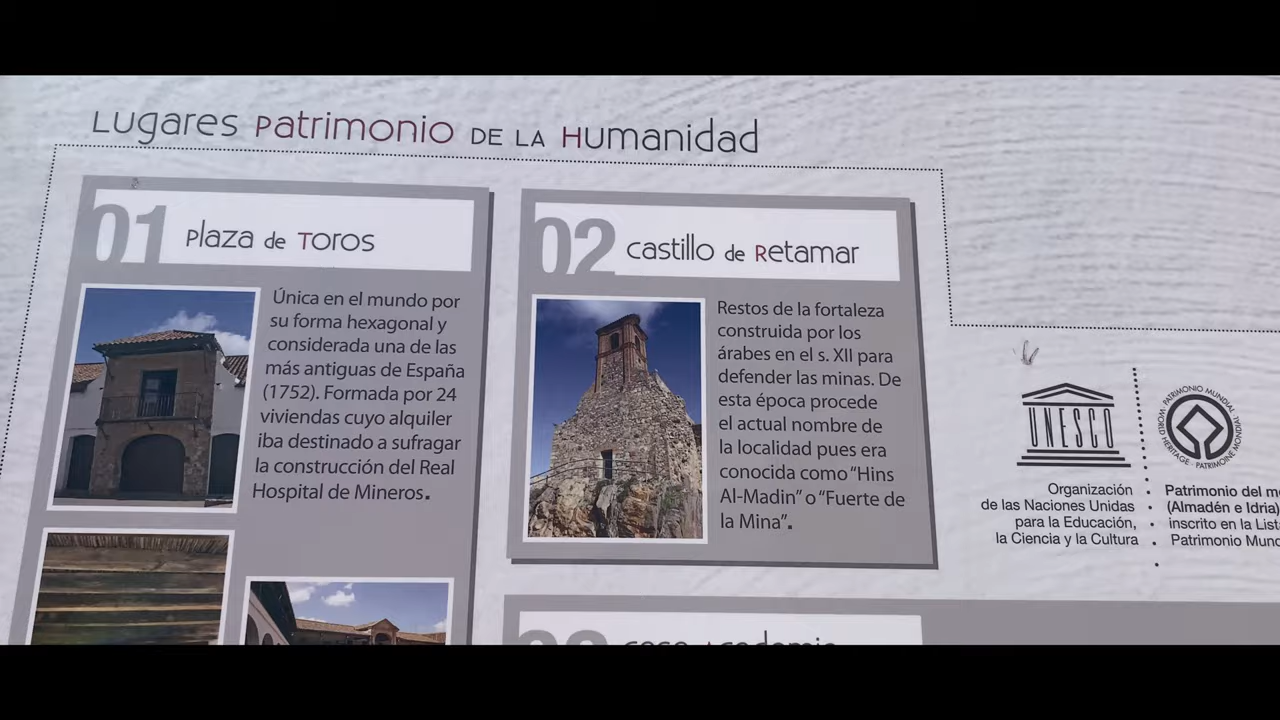 Lugares Patrimonio DE LA Humanidad
01 Plaza de Toros
Única en el mundo por
su forma hexagonal y
considerada una de las
más antiguas de España
(1752). Formada por 24
viviendas cuyo alquiler
iba destinado a sufragar
la construcción del Real
Hospital de Mineros.
02 castillo de Retamar
Restos de la fortaleza
construida por los
árabes en el s. XII para
defender las minas. De
esta época procede
el actual nombre de
la localidad pues era
conocida como "Hins
Al-Madin" o "Fuerte de
la Mina".
UNESCO
Organización
de las Naciones Unidas
para la Educación,
la Ciencia y la Cultura
PATRIMONIO MUNDIAL · WORLD HERITAGE · PATRIMOINE MONDIAL
Patrimonio del
(Almadén e Idria)
inscrito en la
Patrimonio